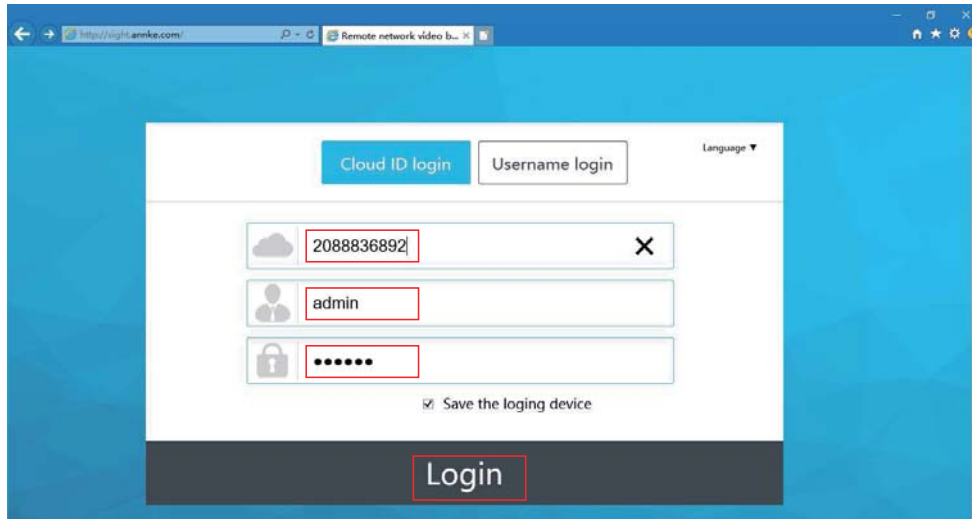 http://sight.annke.com/
Remote network video b...
Cloud ID login
Username login
Language ▼
2088836892
admin
••••••
Save the loging device
Login